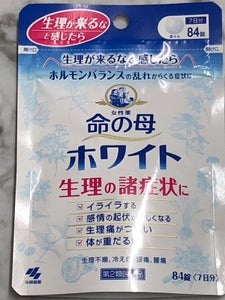 生理が来るな
と感じたら
7日分
84錠
生理が来るなと感じたら
ホルモンバランスの乱れからくる症状に
女性薬
命の母
ホワイト
生理の諸症状に
イライラする
感情の起伏が激しくなる
生理痛がつらい
体が重だるい
生理不順、冷え症、頭痛、腰痛
小林製薬
第2類医薬品
84錠〈7日分〉